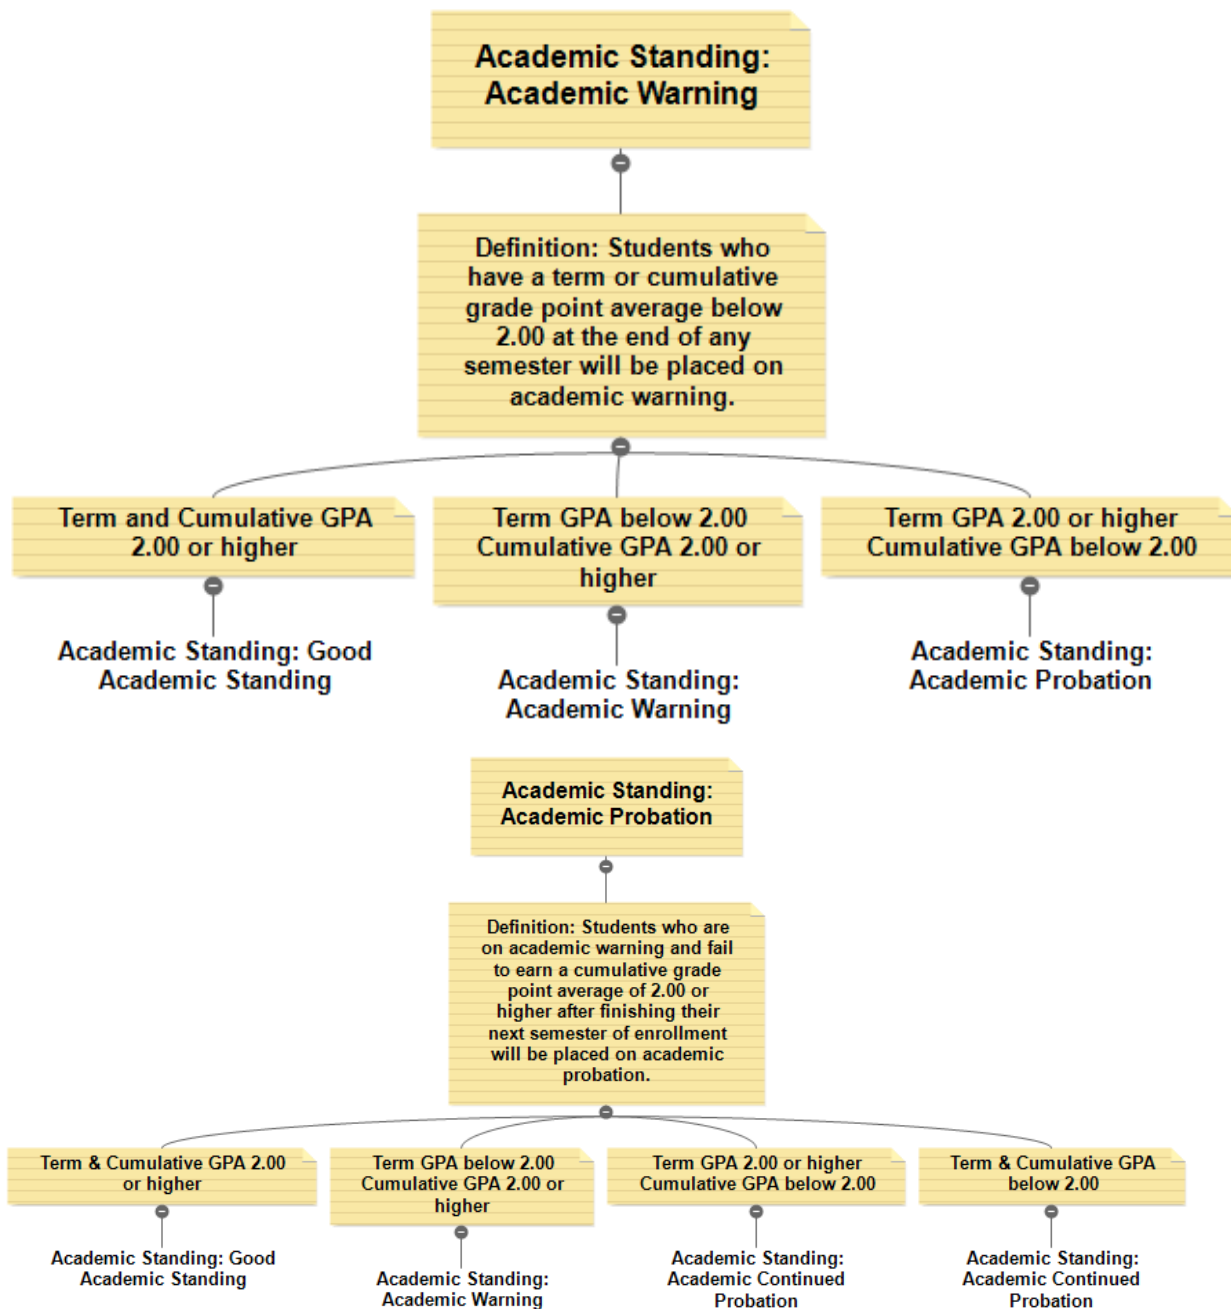 Academic Standing:
Academic Warning
Definition: Students who
have a term or cumulative
grade point average below
2.00 at the end of any
semester will be placed on
academic warning.
Term and Cumulative GPA
2.00 or higher
Academic Standing: Good
Academic Standing
Term GPA below 2.00
Cumulative GPA 2.00 or
higher
Academic Standing:
Academic Warning
Term GPA 2.00 or higher
Cumulative GPA below 2.00
Academic Standing:
Academic Probation
Academic Standing:
Academic Probation
Definition: Students who are
on academic warning and fail
to earn a cumulative grade
point average of 2.00 or
higher after finishing their
next semester of enrollment
will be placed on academic
probation.
Term & Cumulative GPA 2.00
or higher
Academic Standing: Good
Academic Standing
Term GPA below 2.00
Cumulative GPA 2.00 or
higher
Academic Standing:
Academic Warning
Term GPA 2.00 or higher
Cumulative GPA below 2.00
Academic Standing:
Academic Continued
Probation
Term & Cumulative GPA
below 2.00
Academic Standing:
Academic Continued
Probation